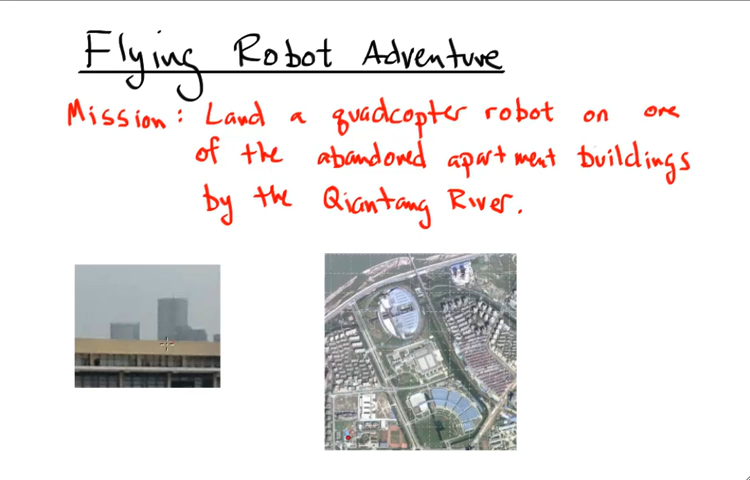 Flying Robot Adventure
Mission: Land a quadcopter robot on one
of the abandoned apartment buildings
by the Qiantang River.